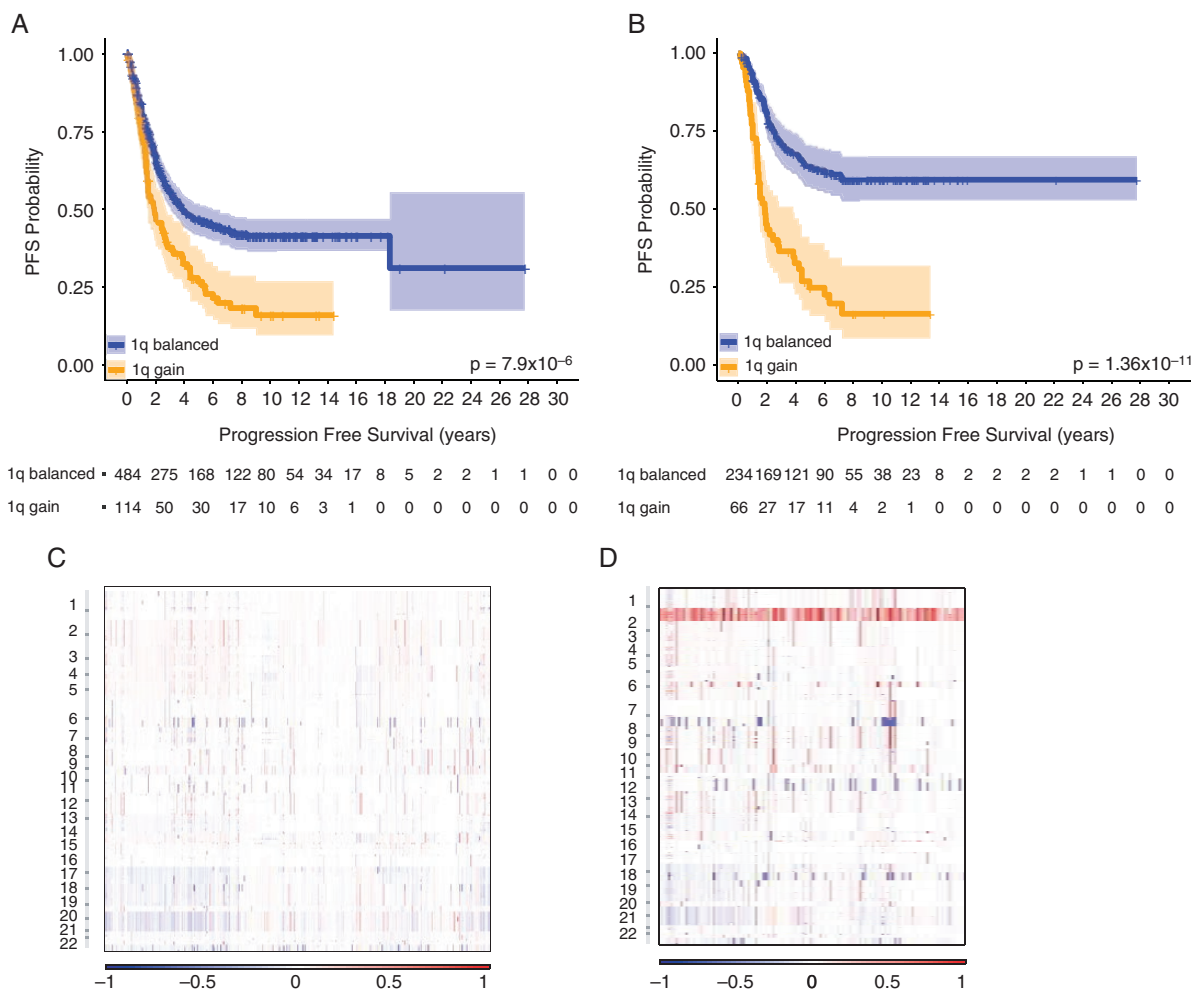 A
B
1.00
0.75
0.50
0.25
0.00
PFS Probability
1q balanced
1q gain
p = 7.9x10–6
0 2 4 6 8 10 12 14 16 18 20 22 24 26 28 30
Progression Free Survival (years)
1q balanced 484 275 168 122 80 54 34 17 8 5 2 2 1 1 0 0
1q gain 114 50 30 17 10 6 3 1 0 0 0 0 0 0 0 0
1.00
0.75
0.50
0.25
0.00
PFS Probability
1q balanced
1q gain
p = 1.36x10–11
0 2 4 6 8 10 12 14 16 18 20 22 24 26 28 30
Progression Free Survival (years)
1q balanced 234 169 121 90 55 38 23 8 2 2 2 2 1 1 0 0
1q gain 66 27 17 11 4 2 1 0 0 0 0 0 0 0 0 0
C
1
2
3
4
5
6
7
8
9
10
11
12
13
14
15
16
17
18
19
20
21
22
–1 –0.5 0 0.5 1
D
1
2
3
4
5
6
7
8
9
10
11
12
13
14
15
16
17
18
19
20
21
22
–1 –0.5 0 0.5 1